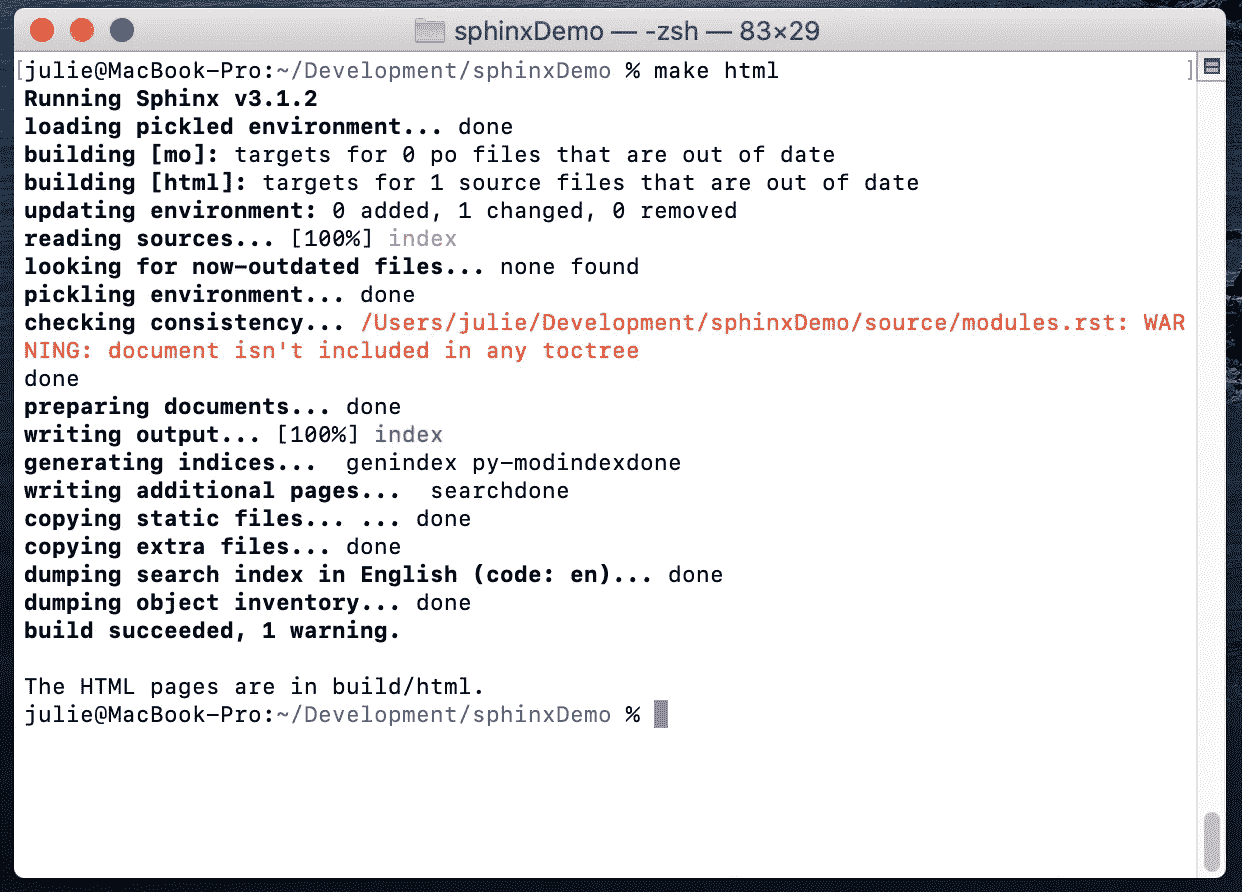 sphinxDemo — -zsh — 83×29
[julie@MacBook-Pro:~/Development/sphinxDemo % make html ]
Running Sphinx v3.1.2
loading pickled environment... done
building [mo]: targets for 0 po files that are out of date
building [html]: targets for 1 source files that are out of date
updating environment: 0 added, 1 changed, 0 removed
reading sources... [100%] index
looking for now-outdated files... none found
pickling environment... done
checking consistency... /Users/julie/Development/sphinxDemo/source/modules.rst: WAR
NING: document isn't included in any toctree
done
preparing documents... done
writing output... [100%] index
generating indices...  genindex py-modindexdone
writing additional pages...  searchdone
copying static files... ... done
copying extra files... done
dumping search index in English (code: en)... done
dumping object inventory... done
build succeeded, 1 warning.
The HTML pages are in build/html.
julie@MacBook-Pro:~/Development/sphinxDemo %